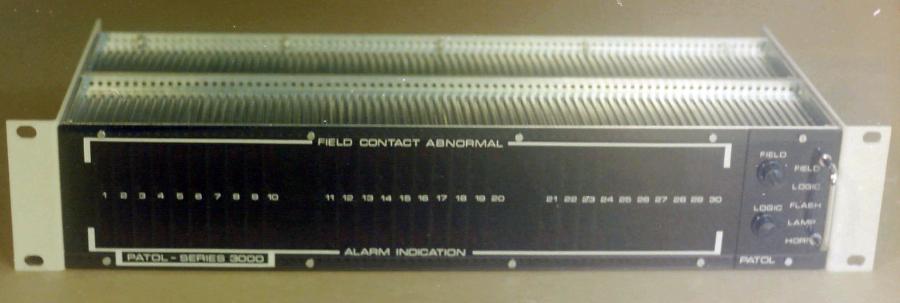 FIELD CONTACT ABNORMAL
1 2 3 4 5 6 7 8 9 10 11 12 13 14 15 16 17 18 19 20 21 22 23 24 25 26 27 28 29 30
ALARM INDICATION
PATOL - SERIES 3000
FIELD
LOGIC
FIELD
LOGIC
FLASH
LAMP
HORN
PATOL